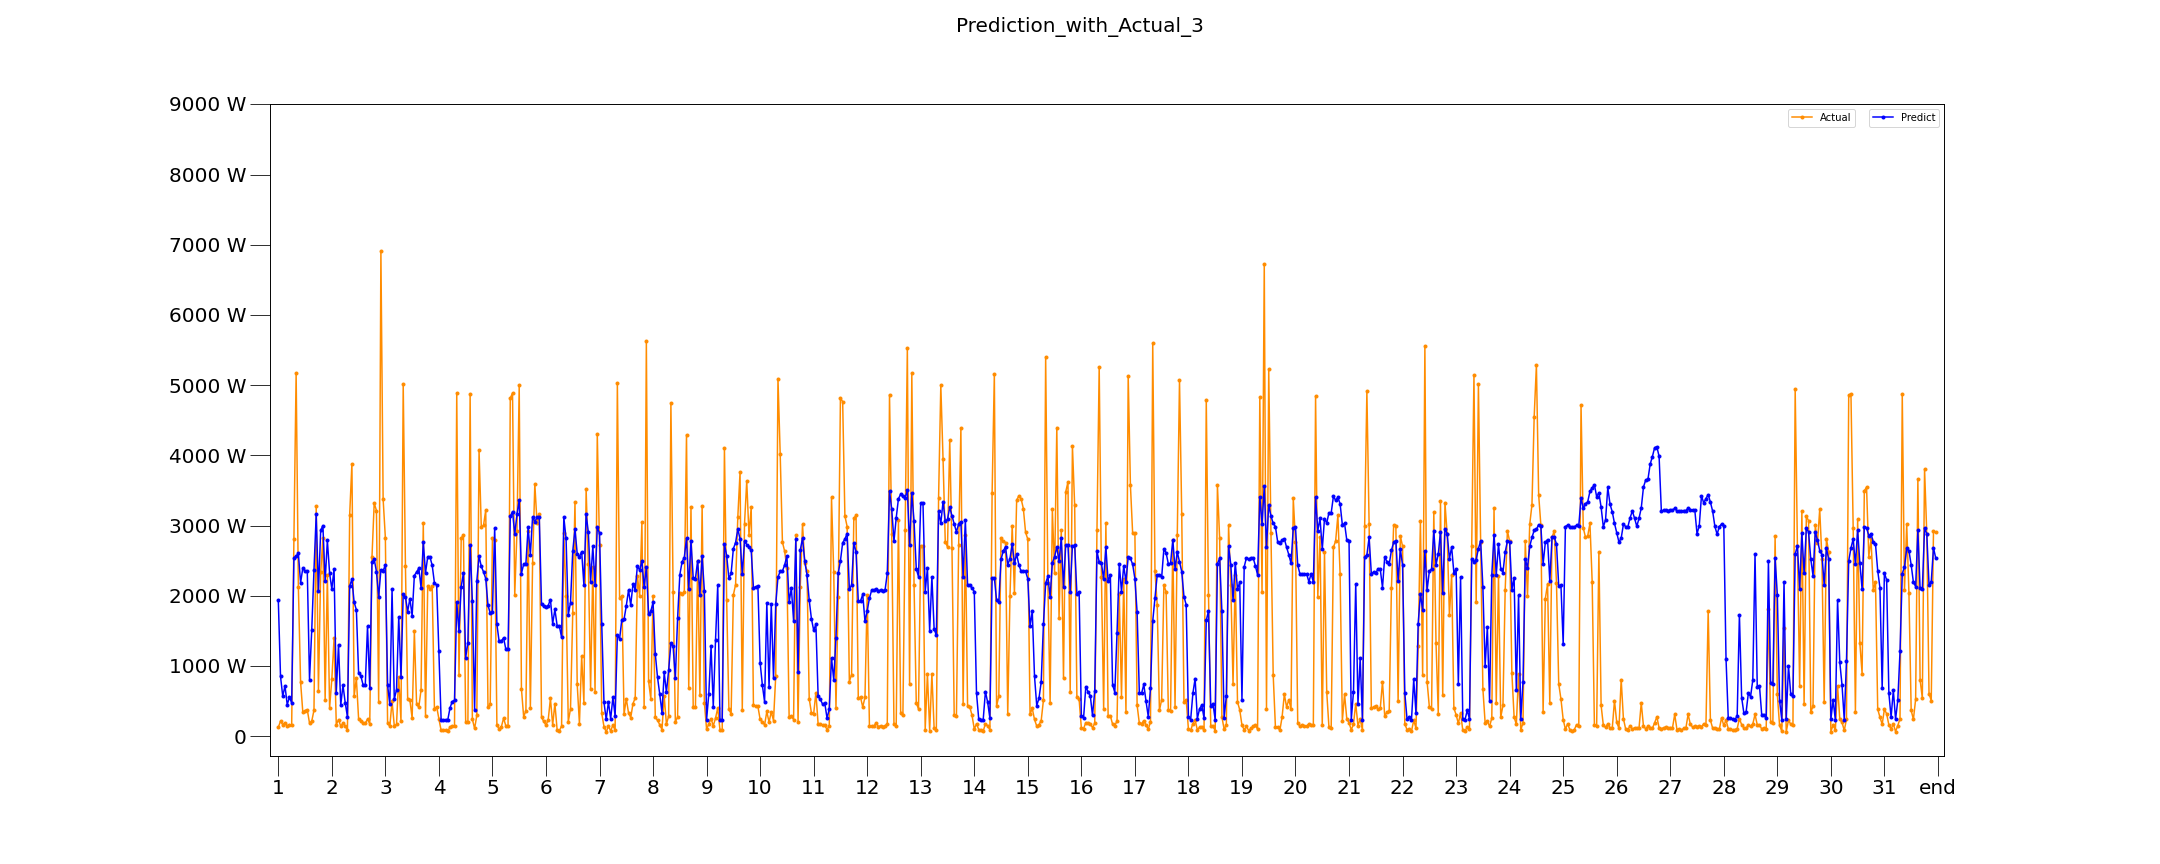 Prediction_with_Actual_3
9000 W
8000 W
7000 W
6000 W
5000 W
4000 W
3000 W
2000 W
1000 W
0
Actual Predict
1 2 3 4 5 6 7 8 9 10 11 12 13 14 15 16 17 18 19 20 21 22 23 24 25 26 27 28 29 30 31 end